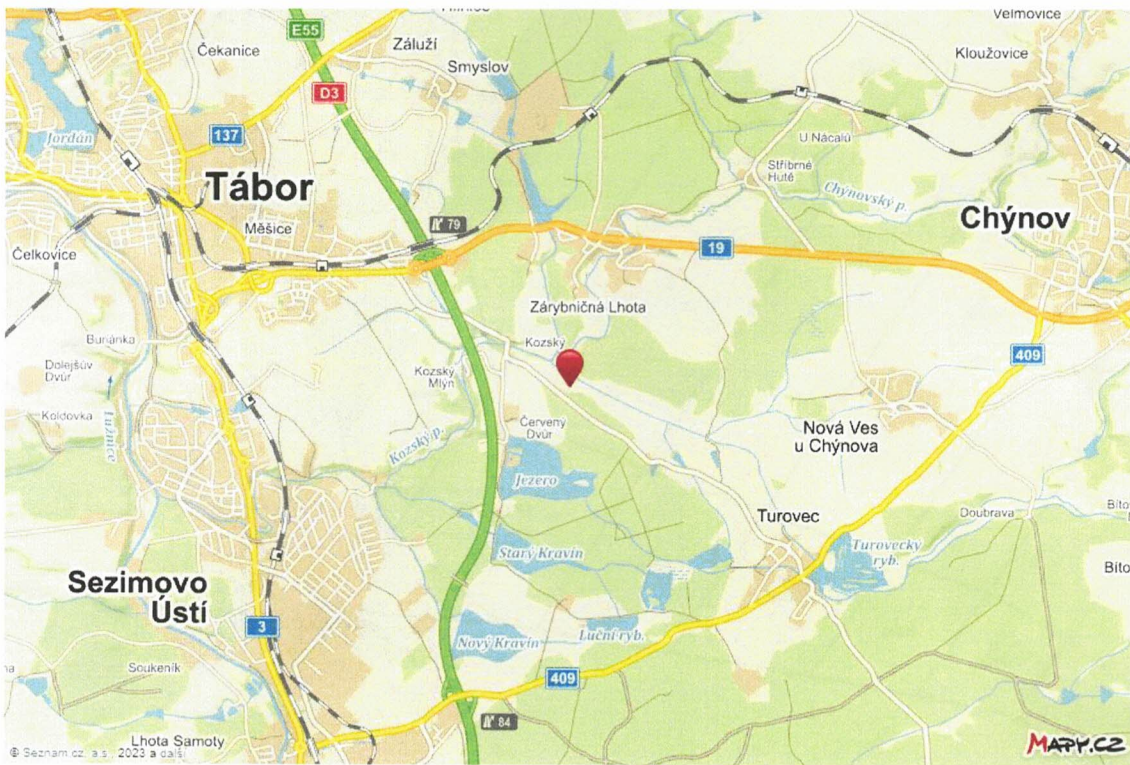 Čekanice
E55
Záluží
Smyslov
D3
137
Jordán
Tábor
Měšice
79
Čelkovice
Velmovice
Kloužovice
U Nácalů
Stříbrné
Hutě
Chýnovský p.
Chýnov
19
409
Zárybničná Lhota
Kozský
Kozský
Mlýn
Buriánka
Dolejšův
Dvůr
Koldovka
Lužnice
Kozský p.
Červený
Dvůr
Jezero
Nová Ves
u Chýnova
Turovec
Doubrava
Turovecký
ryb.
Starý Kravín
Sezimovo
Ústí
3
Nový Kravín
Luční ryb.
409
Soukeník
84
Lhota Samoty
© Seznam.cz, a.s., 2023 a další
MAPY.CZ